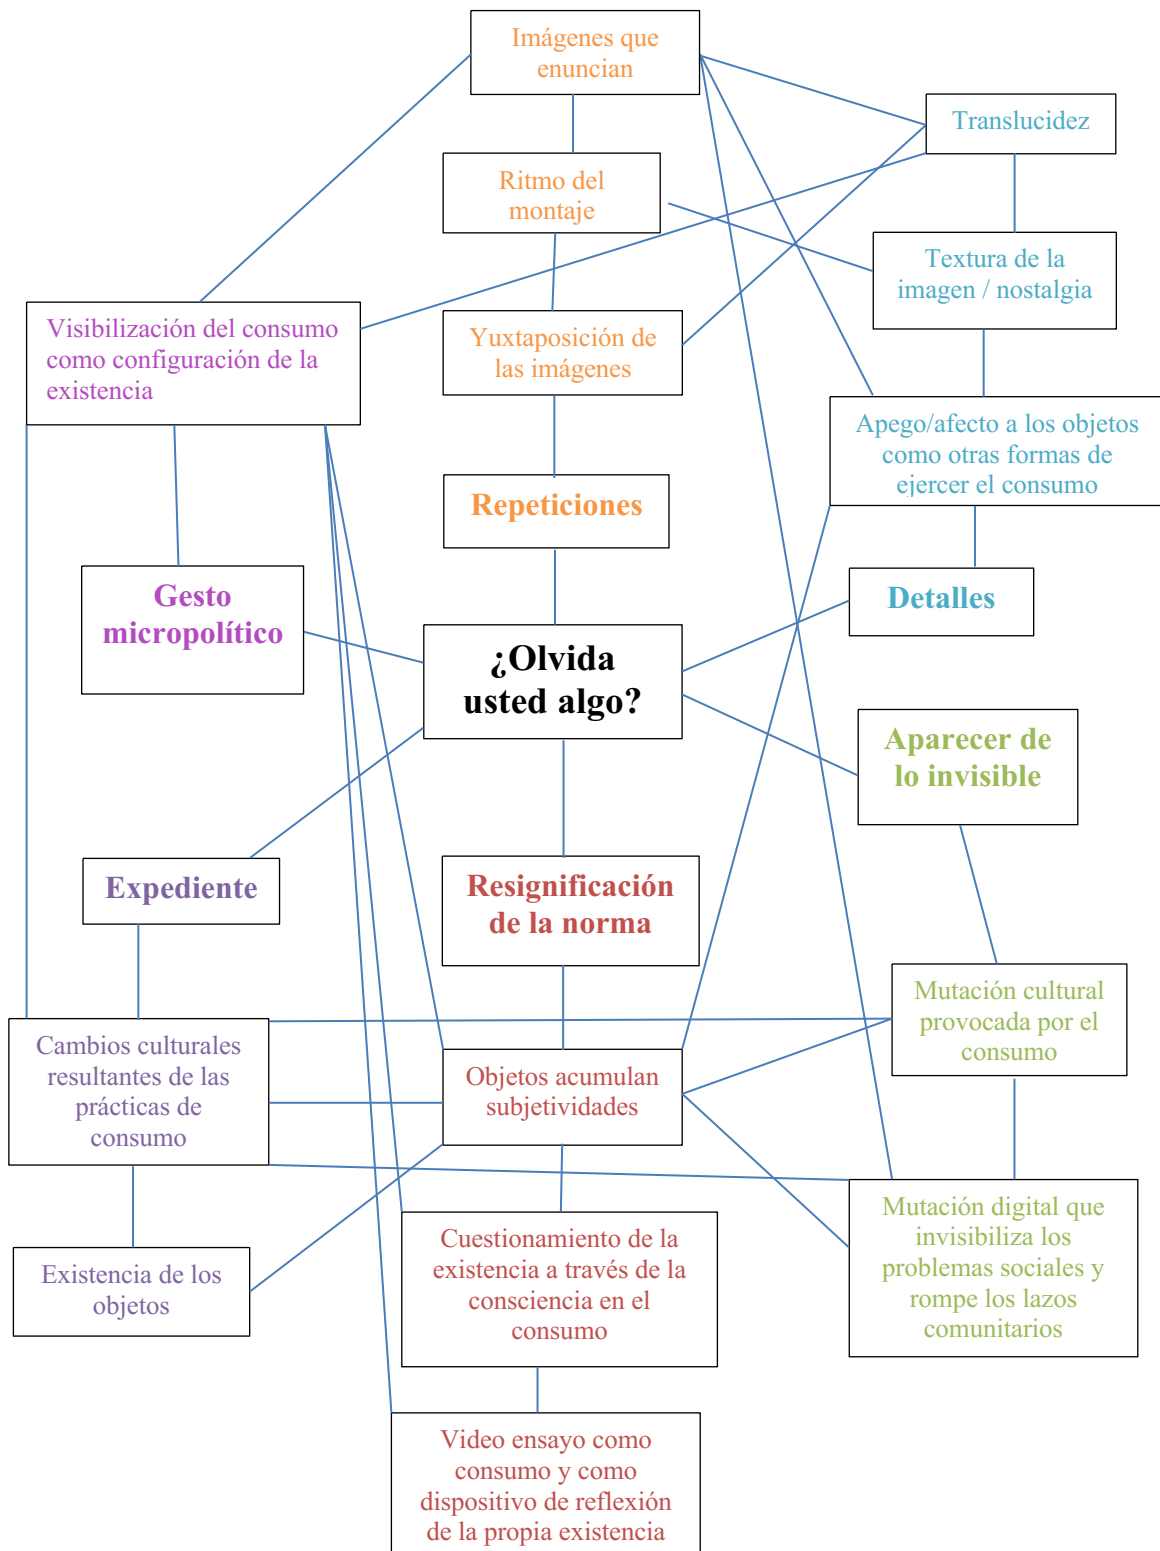 Imágenes que
enuncian
Translucidez
Ritmo del
montaje
Textura de la
imagen / nostalgia
Visibilización del consumo
como configuración de la
existencia
Yuxtaposición de
las imágenes
Apego/afecto a los objetos
como otras formas de
ejercer el consumo
Repeticiones
Gesto
micropolítico
Detalles
¿Olvida
usted algo?
Aparecer de
lo invisible
Expediente
Resignificación
de la norma
Mutación cultural
provocada por el
consumo
Cambios culturales
resultantes de las
prácticas de
consumo
Objetos acumulan
subjetividades
Mutación digital que
invisibiliza los
problemas sociales y
rompe los lazos
comunitarios
Existencia de los
objetos
Cuestionamiento de la
existencia a través de la
consciencia en el
consumo
Video ensayo como
consumo y como
dispositivo de reflexión
de la propia existencia